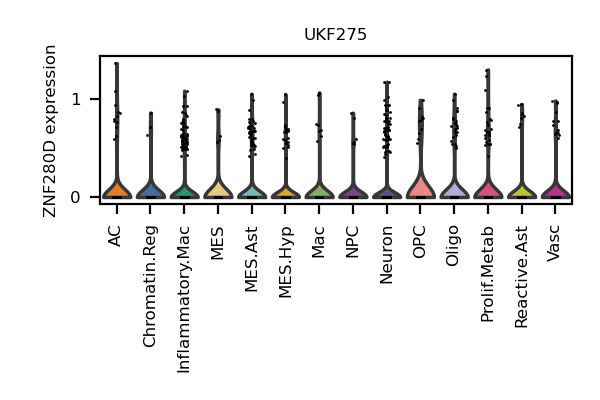 UKF275
ZNF280D expression
1
0
AC
Chromatin.Reg
Inflammatory.Mac
MES
MES.Ast
MES.Hyp
Mac
NPC
Neuron
OPC
Oligo
Prolif.Metab
Reactive.Ast
Vasc